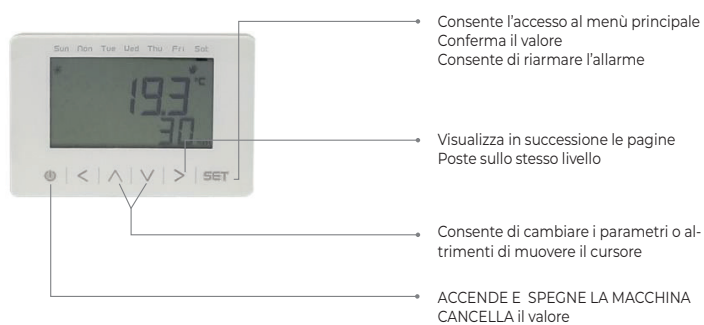 Consente l'accesso al menù principale
Conferma il valore
Consente di riarmare l'allarme
Sun Mon Tue Wed Thu Fri Sat
19.3 °C
30
Visualizza in successione le pagine
Poste sullo stesso livello
< ∧ ∨ > SET
Consente di cambiare i parametri o al-
trimenti di muovere il cursore
ACCENDE E SPEGNE LA MACCHINA
CANCELLA il valore